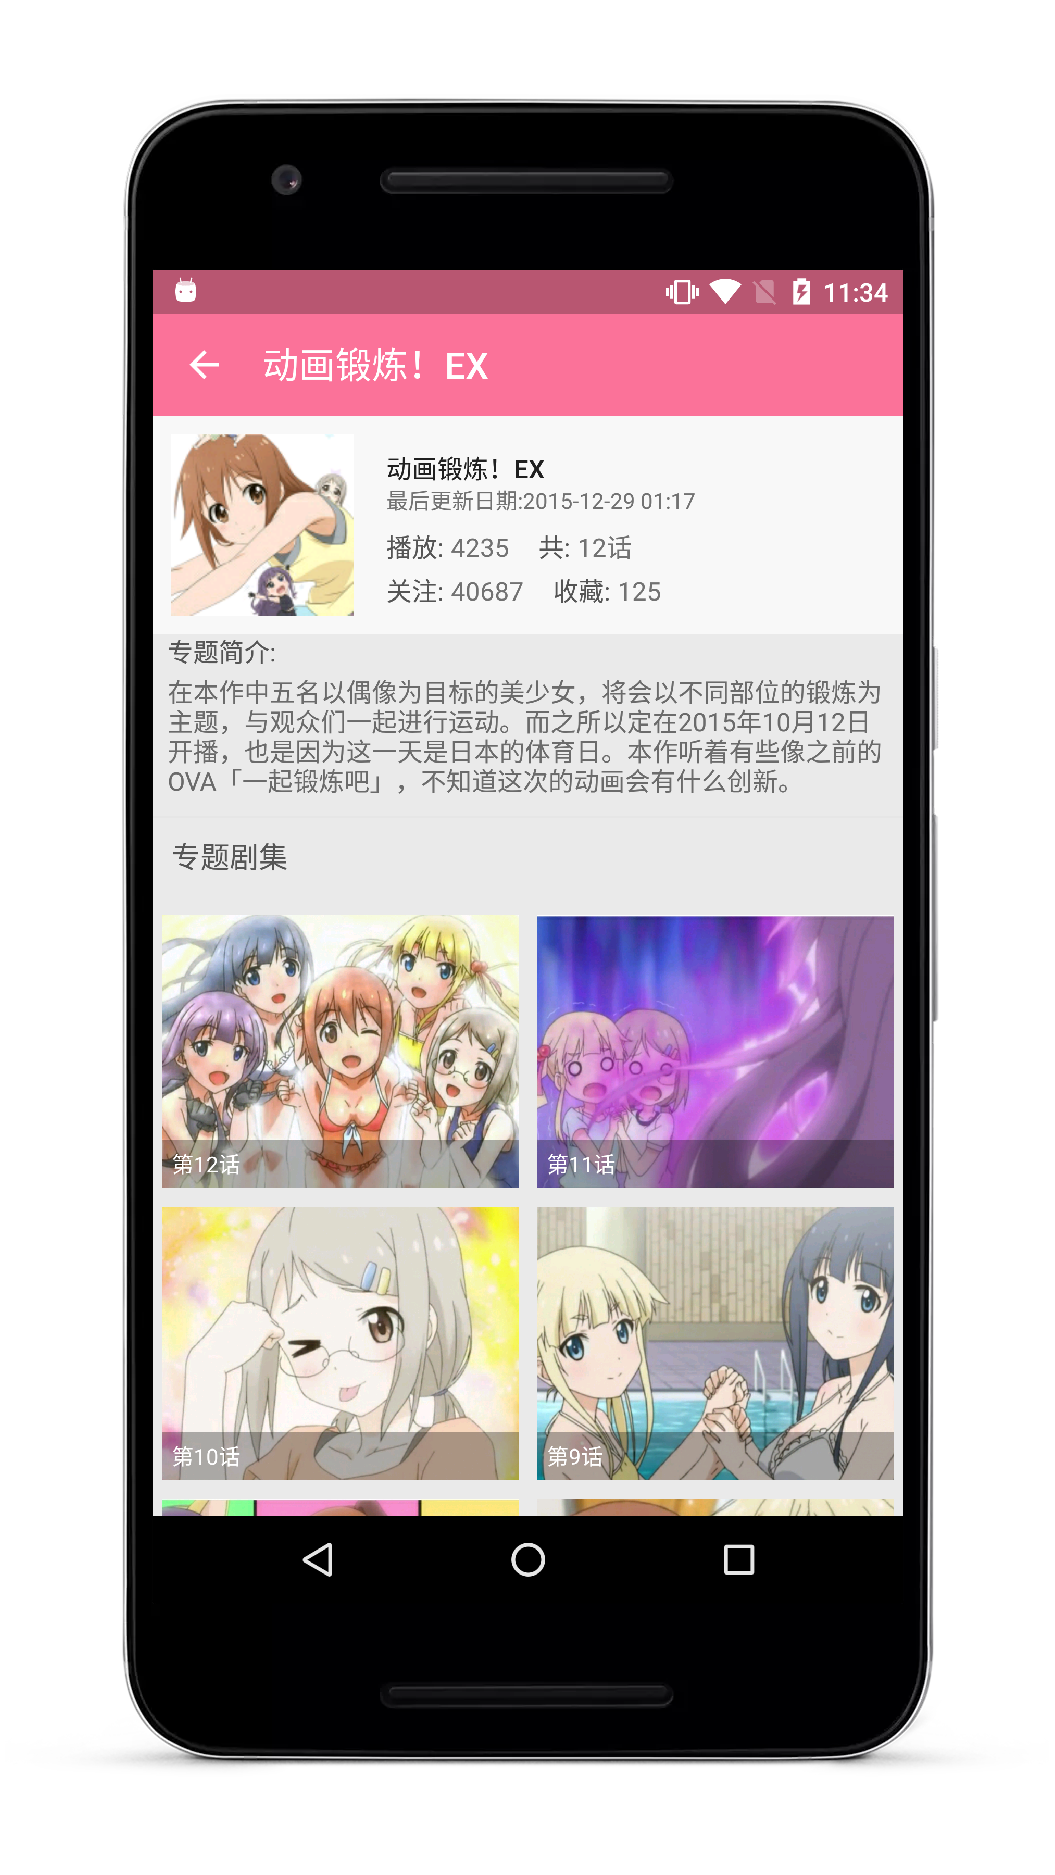 11:34
动画锻炼！EX
动画锻炼！EX
最后更新日期:2015-12-29 01:17
播放: 4235 共: 12话
关注: 40687 收藏: 125
专题简介:
在本作中五名以偶像为目标的美少女，将会以不同部位的锻炼为
主题，与观众们一起进行运动。而之所以定在2015年10月12日
开播，也是因为这一天是日本的体育日。本作听着有些像之前的
OVA「一起锻炼吧」，不知道这次的动画会有什么创新。
专题剧集
第12话
第11话
第10话
第9话